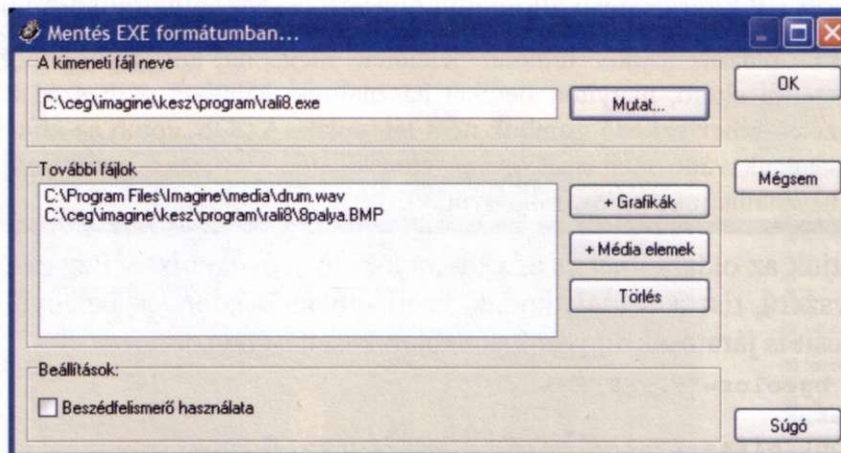 Mentés EXE formátumban...
A kimeneti fájl neve
C:\ceg\imagine\kesz\program\rali8.exe
Mutat...
OK
Mégsem
További fájlok
C:\Program Files\Imagine\media\drum.wav
C:\ceg\imagine\kesz\program\rali8\8palya.BMP
+ Grafikák
+ Média elemek
Törlés
Beállítások:
Beszédfelismerő használata
Súgó